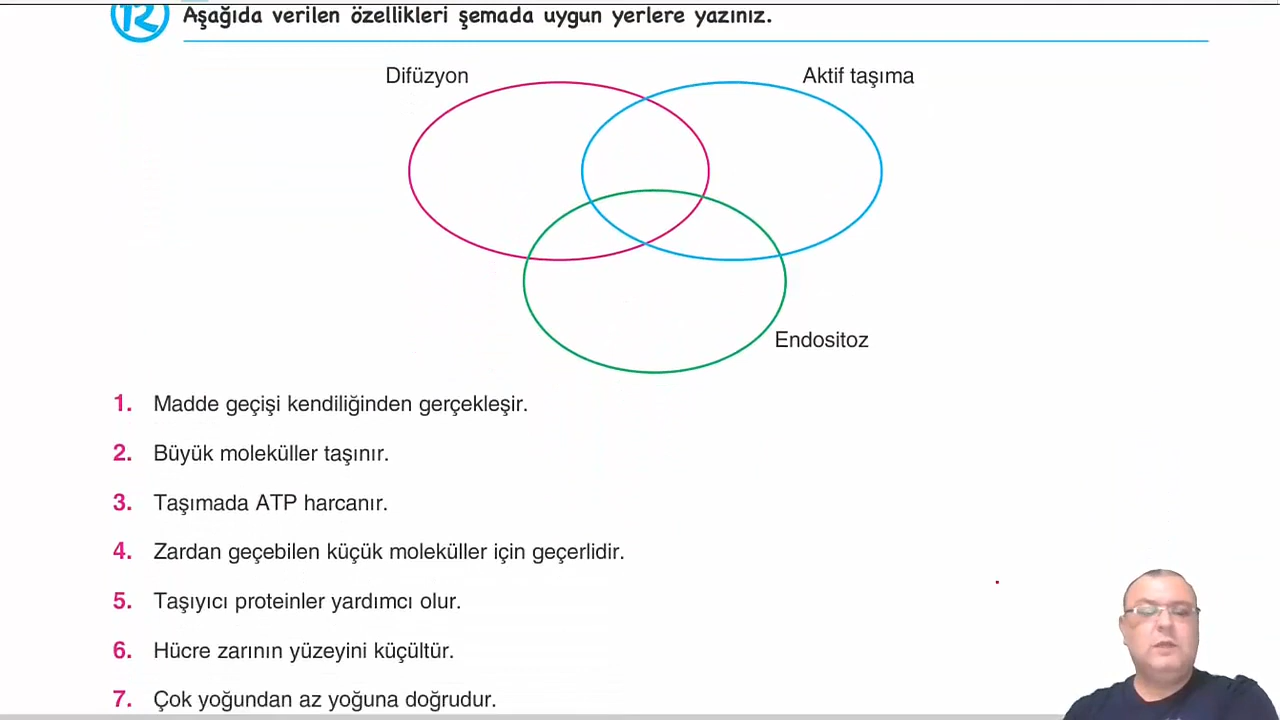 12 Aşağıda verilen özellikleri şemada uygun yerlere yazınız.
Difüzyon
Aktif taşıma
Endositoz
1. Madde geçişi kendiliğinden gerçekleşir.
2. Büyük moleküller taşınır.
3. Taşımada ATP harcanır.
4. Zardan geçebilen küçük moleküller için geçerlidir.
5. Taşıyıcı proteinler yardımcı olur.
6. Hücre zarının yüzeyini küçültür.
7. Çok yoğundan az yoğuna doğrudur.